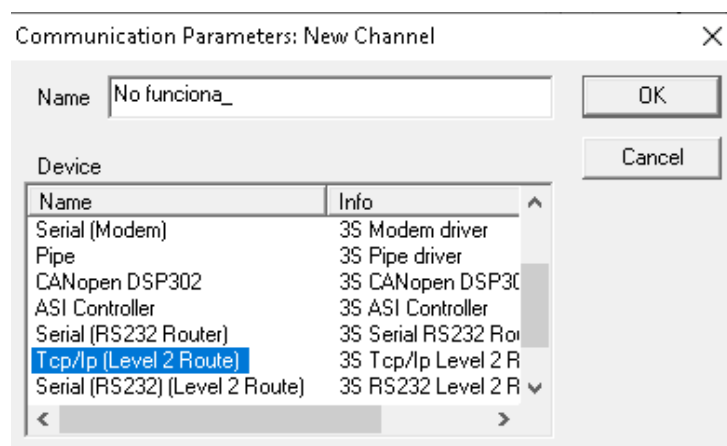 Communication Parameters: New Channel
Name No funciona_ OK
Cancel
Device
Name Info
Serial (Modem) 3S Modem driver
Pipe 3S Pipe driver
CANopen DSP302 3S CANopen DSP30
ASI Controller 3S ASI Controller
Serial (RS232 Router) 3S Serial RS232 Rou
Tcp/Ip (Level 2 Route) 3S Tcp/Ip Level 2 R
Serial (RS232) (Level 2 Route) 3S RS232 Level 2 R